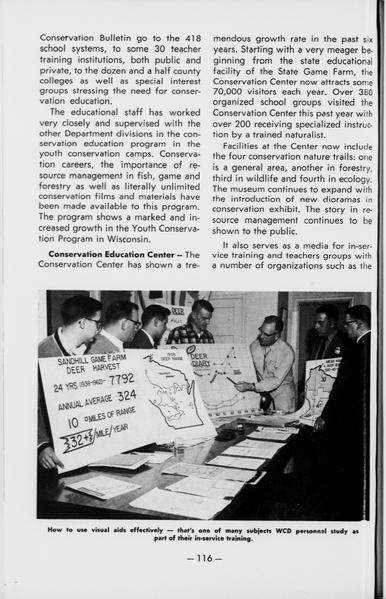 Conservation Bulletin go to the 418
school systems, to some 30 teacher
training institutions, both public and
private, to the dozen and a half county
colleges as well as special interest
groups stressing the need for conser-
vation education.
The educational staff has worked
very closely and supervised with the
other Department divisions in the con-
servation education program in the
youth conservation camps. Conserva-
tion careers, the importance of re-
source management in fish, game and
forestry as well as literally unlimited
conservation films and materials have
been made available to this program.
The program shows a marked and in-
creased growth in the Youth Conserva-
tion Program in Wisconsin.
Conservation Education Center -- The
Conservation Center has shown a tre-
mendous growth rate in the past six
years. Starting with a very meager be-
ginning from the state educational
facility of the State Game Farm, the
Conservation Center now attracts some
70,000 visitors each year. Over 380
organized school groups visited the
Conservation Center this past year with
over 200 receiving specialized instruc-
tion by a trained naturalist.
Facilities at the Center now include
the four conservation nature trails: one
is a general area, another in forestry,
third in wildlife and fourth in ecology.
The museum continues to expand with
the introduction of new dioramas in
conservation exhibit. The story in re-
source management continues to be
shown to the public.
It also serves as a media for in-ser-
vice training and teachers groups with
a number of organizations such as the
SANDHILL GAME FARM
DEER HARVEST
24 YRS. 1938-1962- 7792
ANNUAL AVERAGE 324
10 □ MILES OF RANGE
32+/MILE/YEAR
DEER
DEER RANGE
DEER
DIARY
How to use visual aids effectively — that's one of many subjects WCD personnel study as
part of their in-service training.
— 116 —